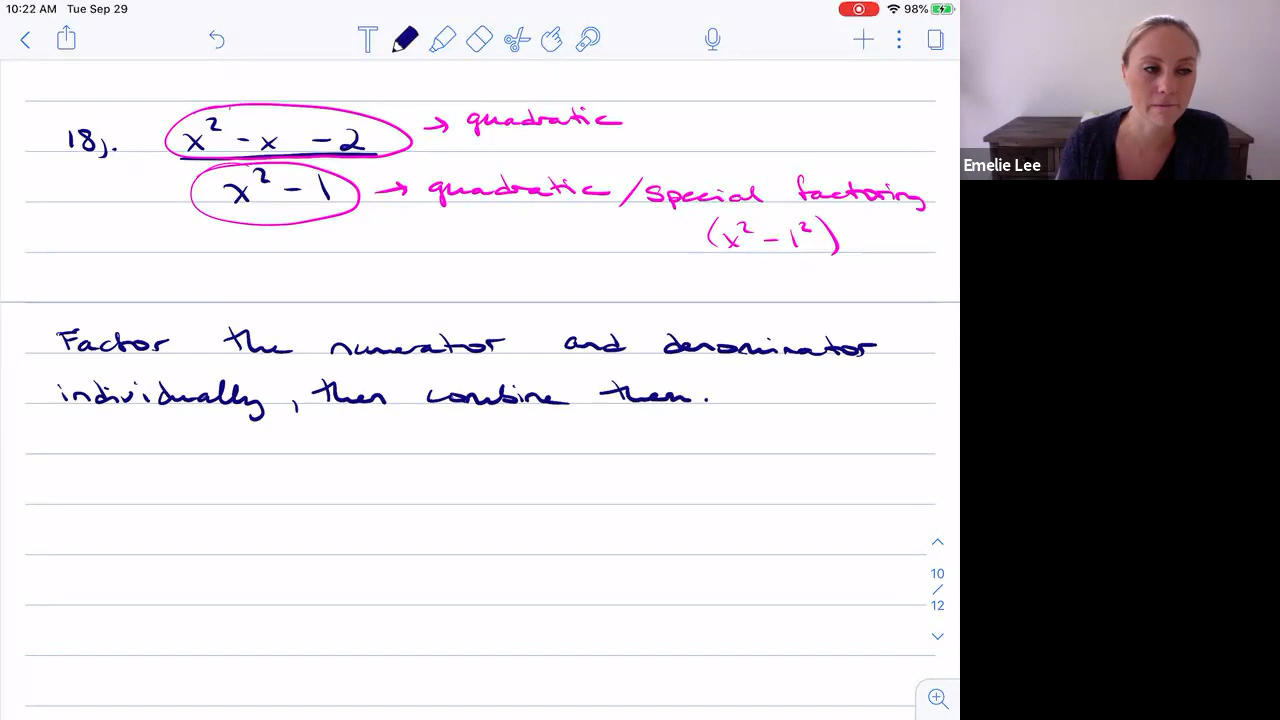 10:22 AM Tue Sep 29
98%
T
18). x² - x - 2 → quadratic
x² - 1 → quadratic / special factoring
(x² - 1²)
Emelie Lee
Factor the numerator and denominator
individually, then combine them.
10
/
12